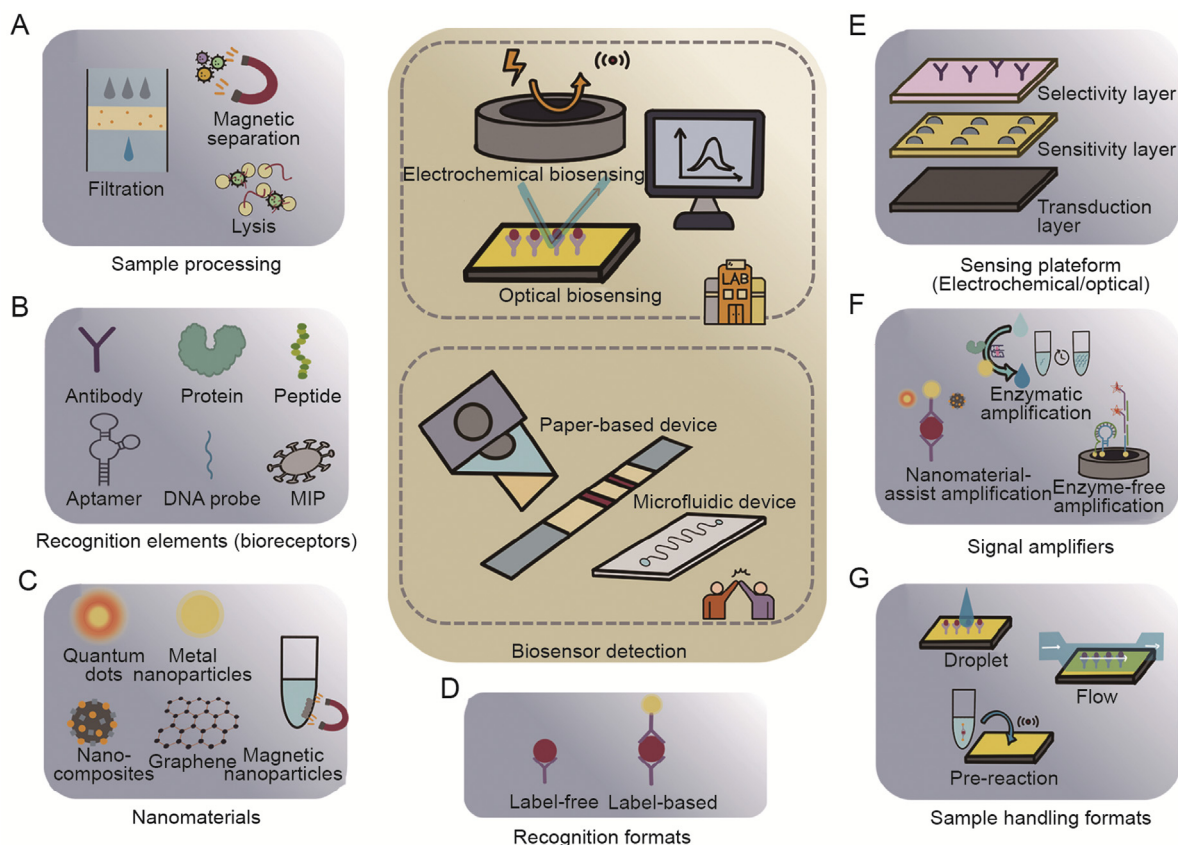 A
Filtration
Magnetic
separation
Lysis
Sample processing
B
Antibody
Protein
Peptide
Aptamer
DNA probe
MIP
Recognition elements (bioreceptors)
C
Quantum
dots
Metal
nanoparticles
Nano-
composites
Graphene
Magnetic
nanoparticles
Nanomaterials
Electrochemical biosensing
Optical biosensing
LAB
Paper-based device
Microfluidic device
Biosensor detection
D
Label-free
Label-based
Recognition formats
E
Selectivity layer
Sensitivity layer
Transduction
layer
Sensing plateform
(Electrochemical/optical)
F
Enzymatic
amplification
Nanomaterial-
assist amplification
Enzyme-free
amplification
Signal amplifiers
G
Droplet
Flow
Pre-reaction
Sample handling formats